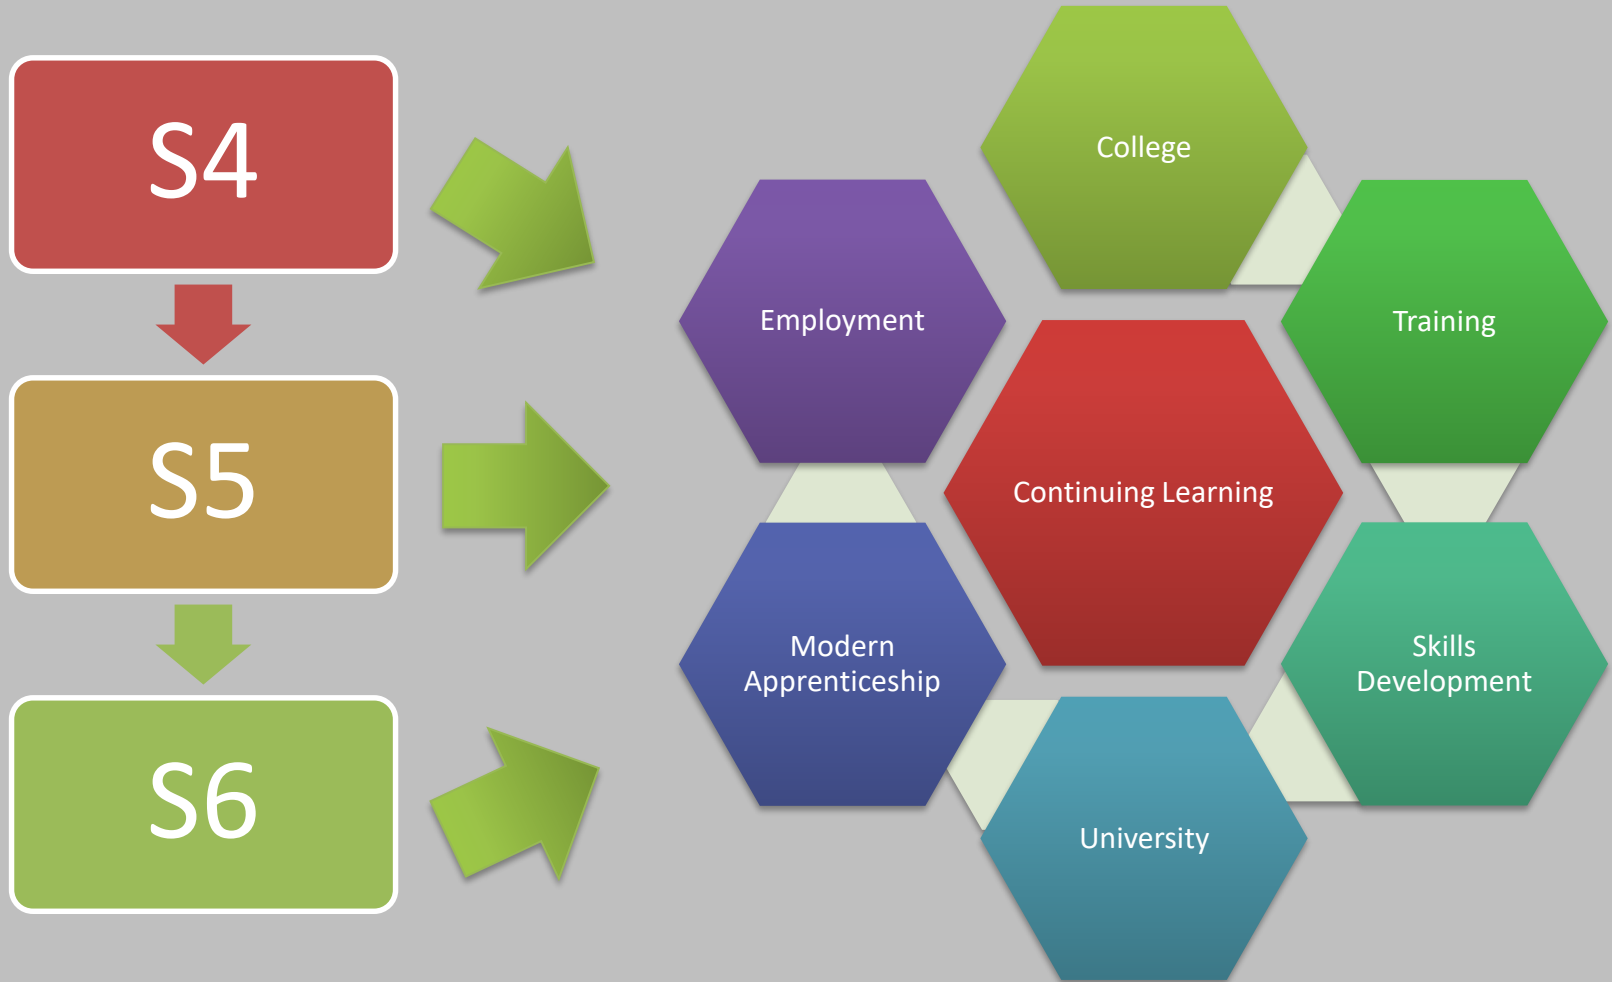 S4
S5
S6
College
Employment
Training
Continuing Learning
Modern
Apprenticeship
Skills
Development
University